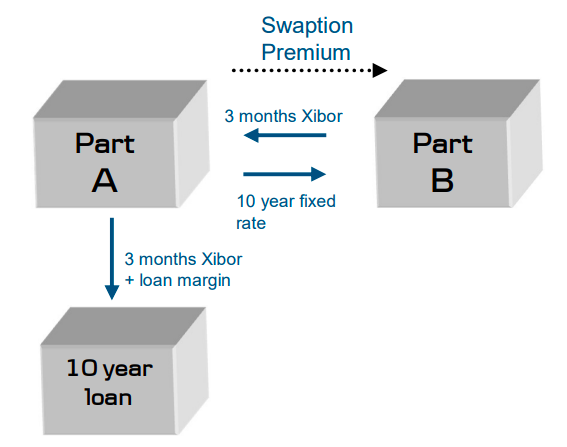 Swaption
Premium
3 months Xibor
Part
A
Part
B
10 year fixed
rate
3 months Xibor
+ loan margin
10 year
loan